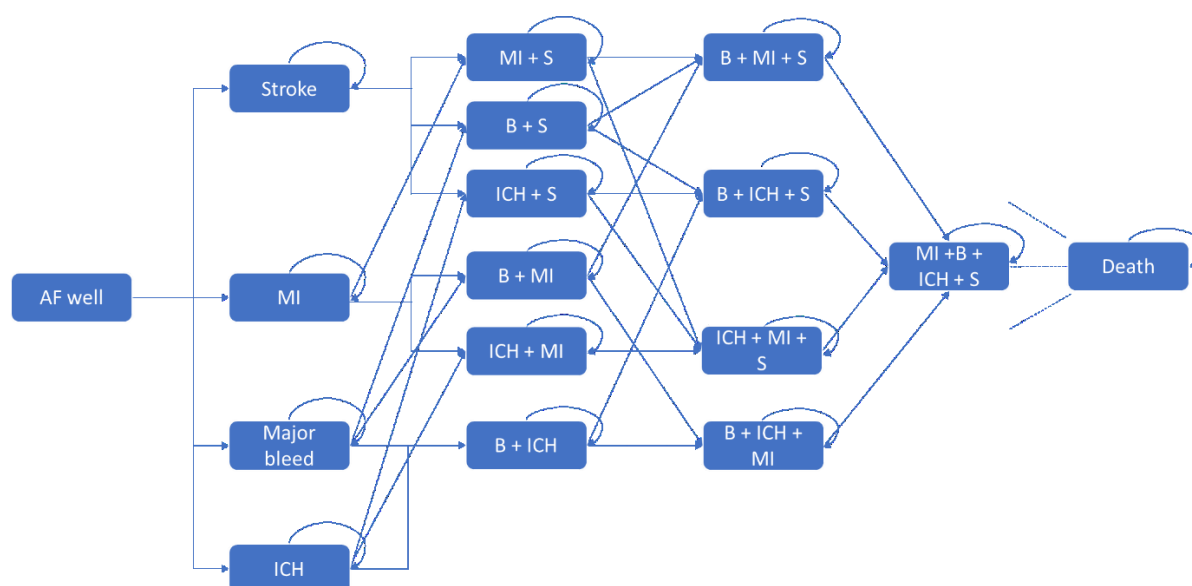 AF well
Stroke
MI
Major
bleed
ICH
MI + S
B + S
ICH + S
B + MI
ICH + MI
B + ICH
B + MI + S
B + ICH + S
ICH + MI +
S
B + ICH +
MI
MI +B +
ICH + S
Death